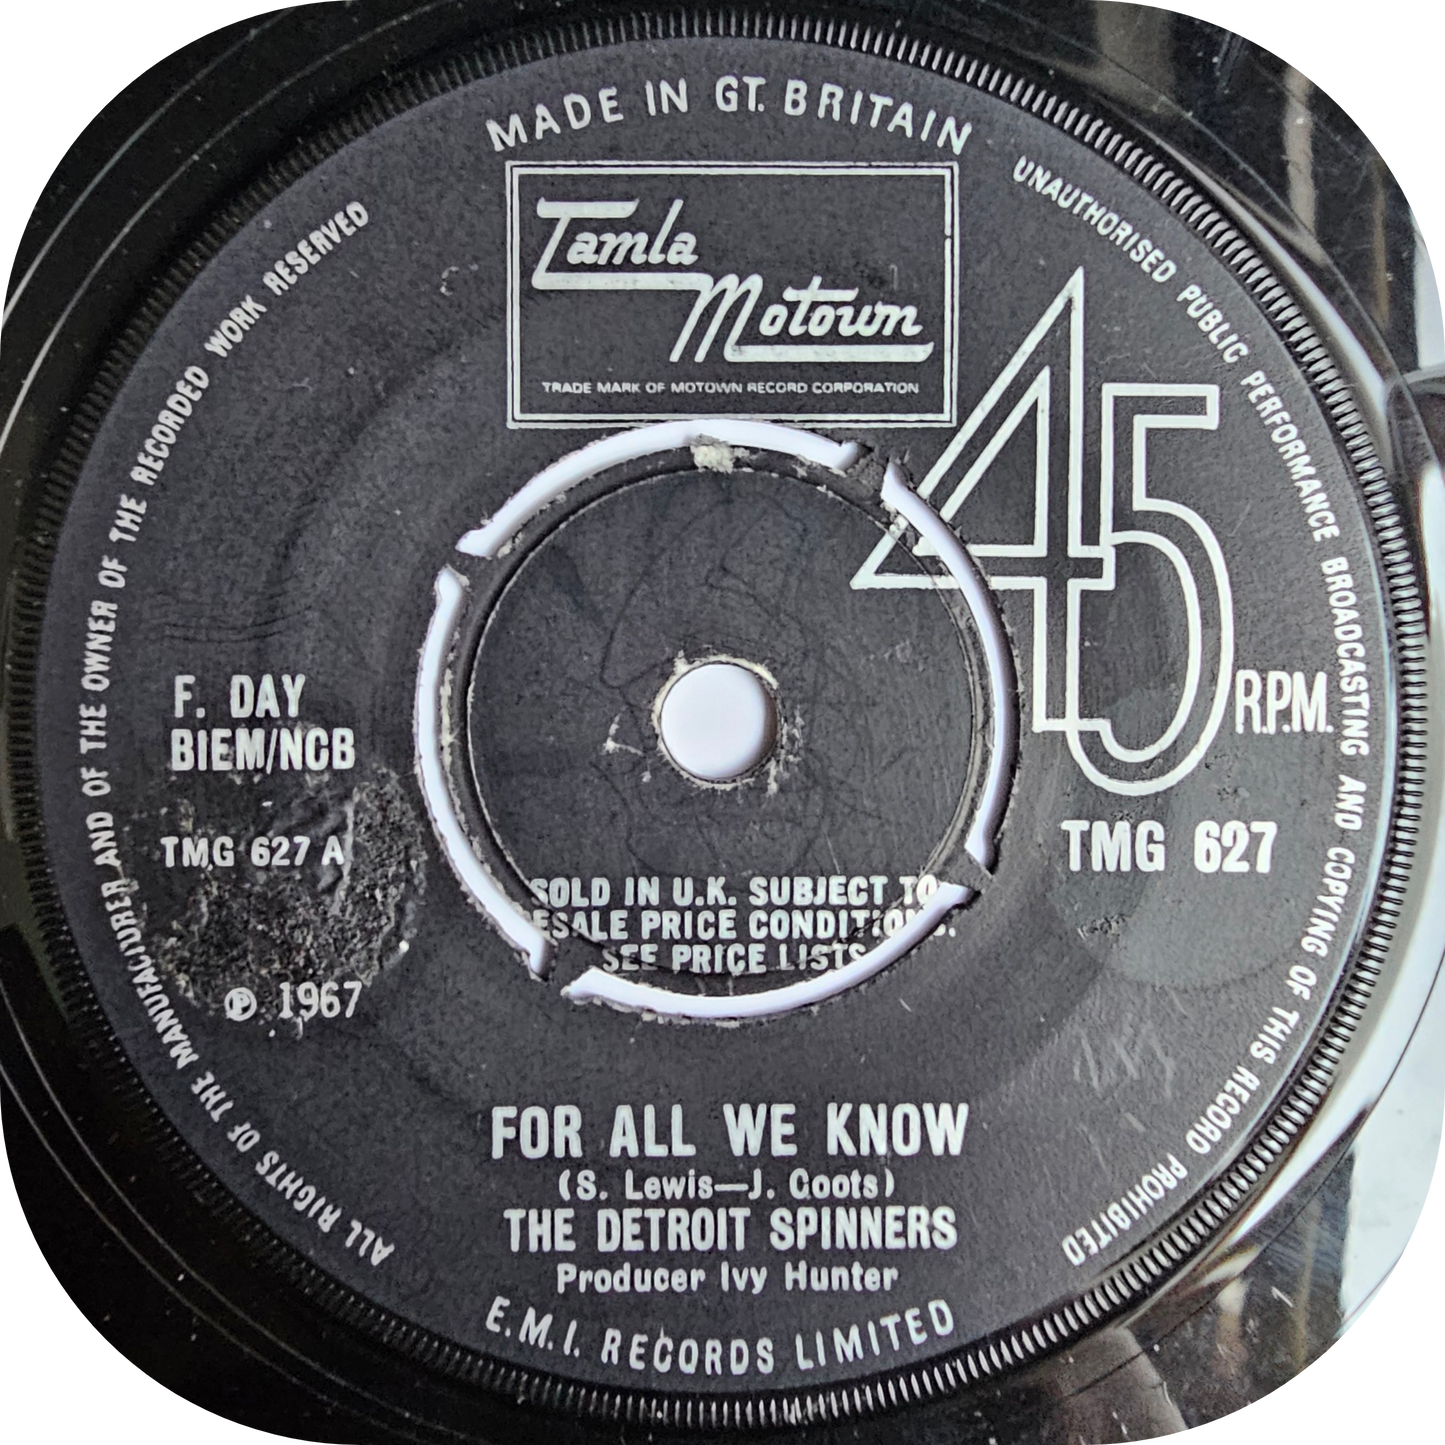 MADE IN GT. BRITAIN
Tamla
Motown
TRADE MARK OF MOTOWN RECORD CORPORATION
UNAUTHORISED PUBLIC PERFORMANCE BROADCASTING AND COPYING OF THIS RECORD PROHIBITED
ALL RIGHTS OF THE MANUFACTURER AND OF THE OWNER OF THE RECORDED WORK RESERVED
45 R.P.M.
F. DAY
BIEM/NCB
TMG 627 A
℗ 1967
TMG 627
SOLD IN U.K. SUBJECT TO
ESALE PRICE CONDITIONS.
SEE PRICE LISTS
FOR ALL WE KNOW
(S. Lewis—J. Coots)
THE DETROIT SPINNERS
Producer Ivy Hunter
E.M.I. RECORDS LIMITED